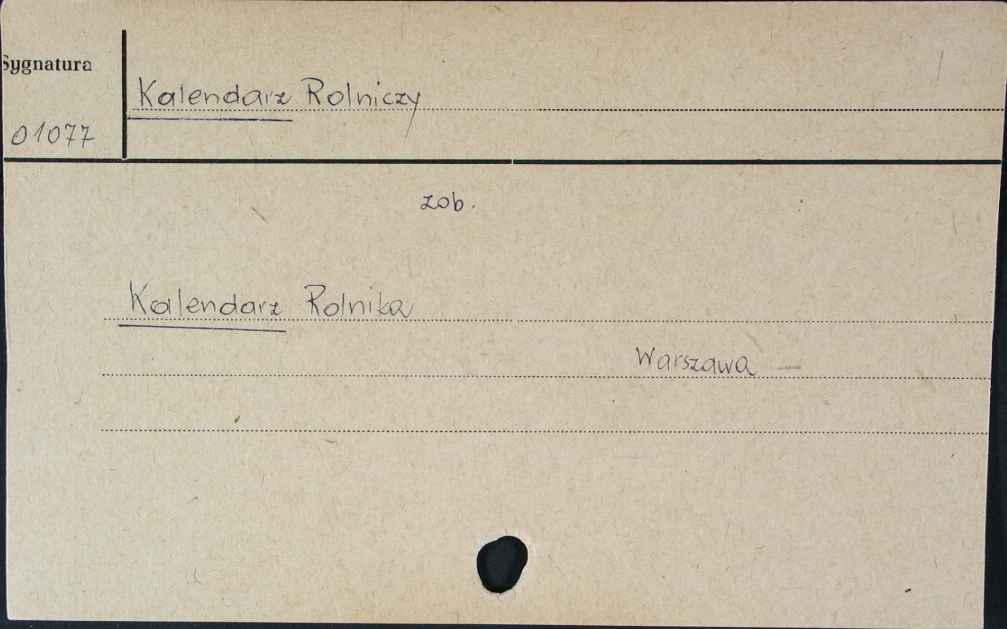 Sygnatura
Kalendarz Rolniczy
01077
zob.
Kalendarz Rolnika
Warszawa —